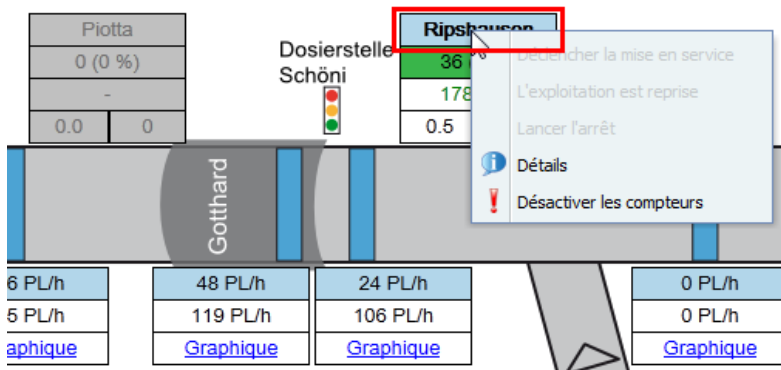 Piotta
0 (0 %)
-
0.0 0
Dosierstelle
Schöni
Ripshausen
36
178
0.5
Déclencher la mise en service
L'exploitation est reprise
Lancer l'arrêt
Détails
Désactiver les compteurs
Gotthard
6 PL/h
5 PL/h
aphique
48 PL/h
119 PL/h
Graphique
24 PL/h
106 PL/h
Graphique
0 PL/h
0 PL/h
Graphique